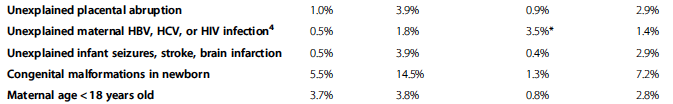 Unexplained placental abruption 1.0% 3.9% 0.9% 2.9%
Unexplained maternal HBV, HCV, or HIV infection⁴ 0.5% 1.8% 3.5%* 1.4%
Unexplained infant seizures, stroke, brain infarction 0.5% 3.9% 0.4% 2.9%
Congenital malformations in newborn 5.5% 14.5% 1.3% 7.2%
Maternal age < 18 years old 3.7% 3.8% 0.8% 2.8%